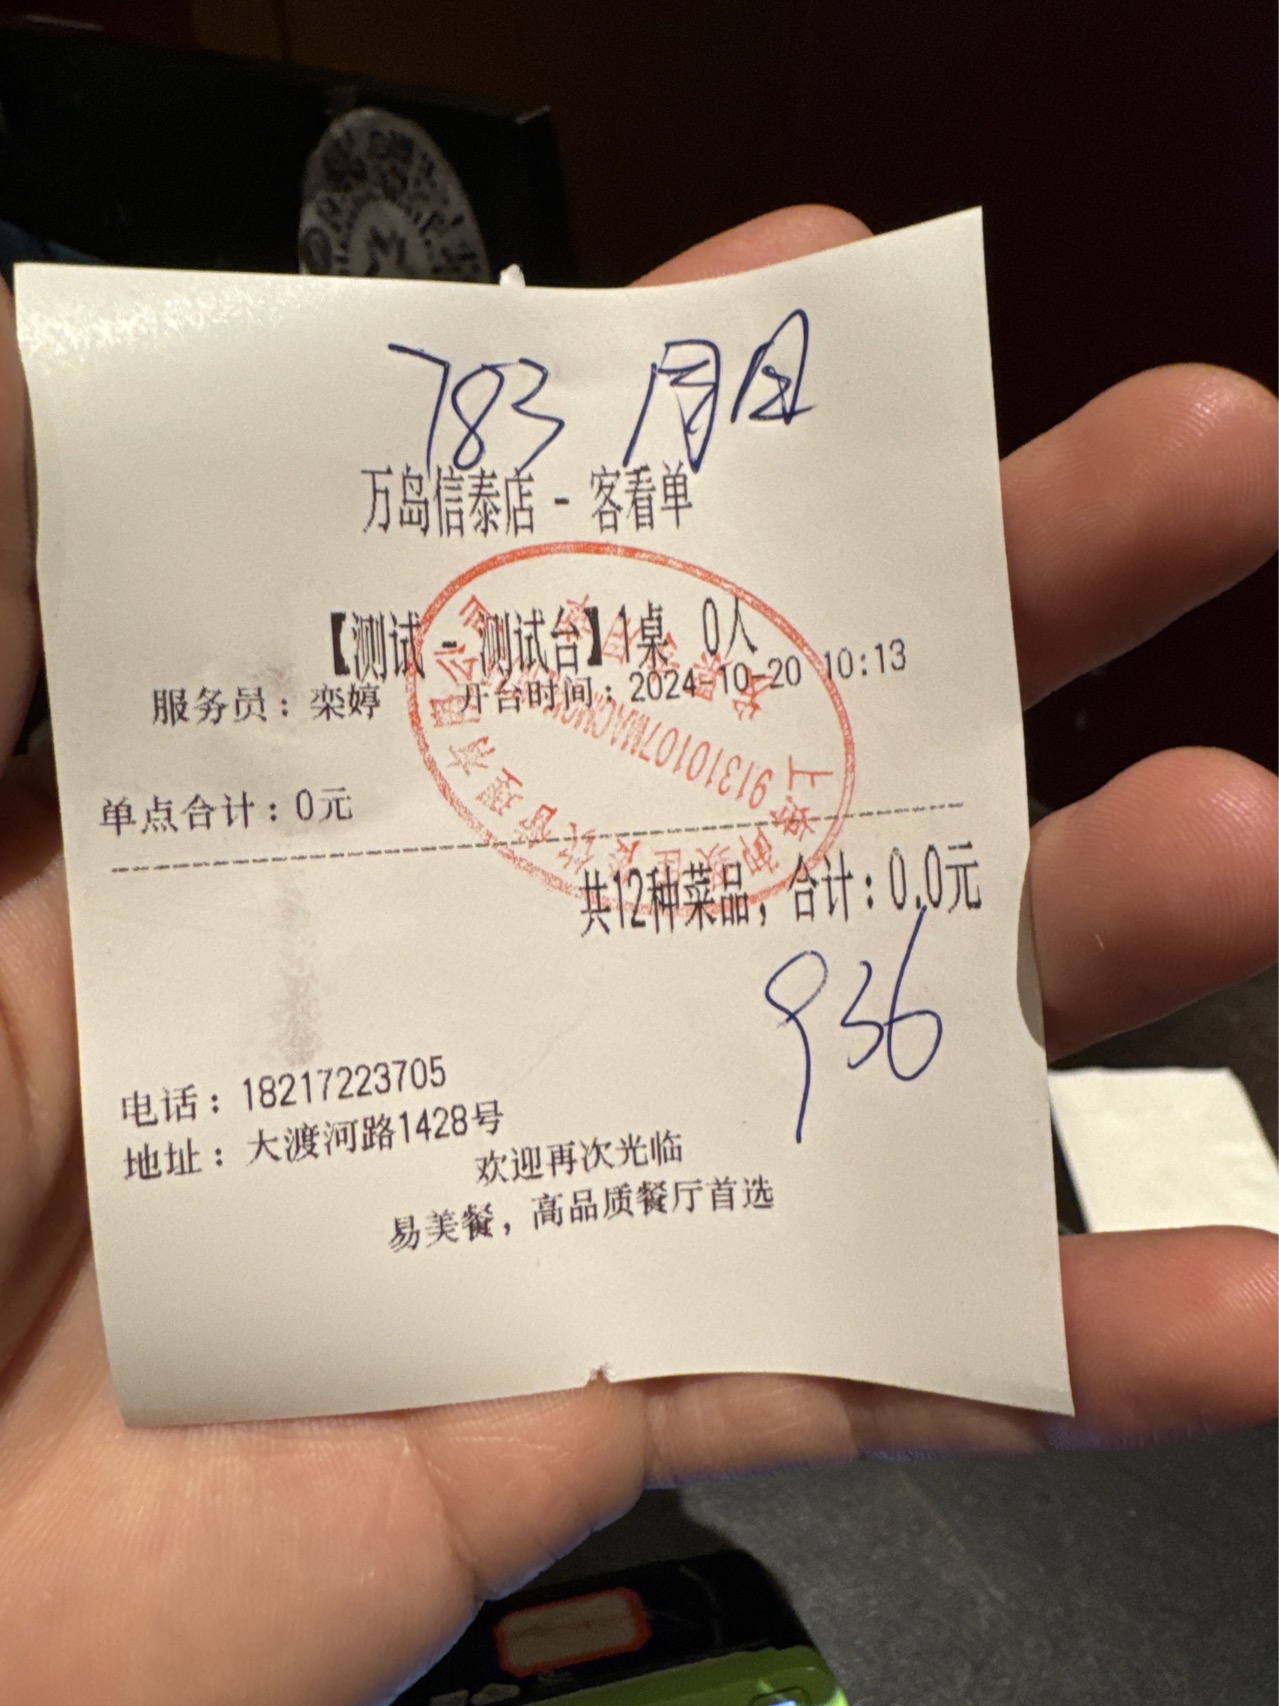 783
万岛信泰店 - 客看单
【测试 - 测试台】1桌 0人
服务员：栾婷 开台时间：2024-10-20 10:13
单点合计：0元
共12种菜品，合计：0.0元
936
电话：18217223705
地址：大渡河路1428号
欢迎再次光临
易美餐，高品质餐厅首选